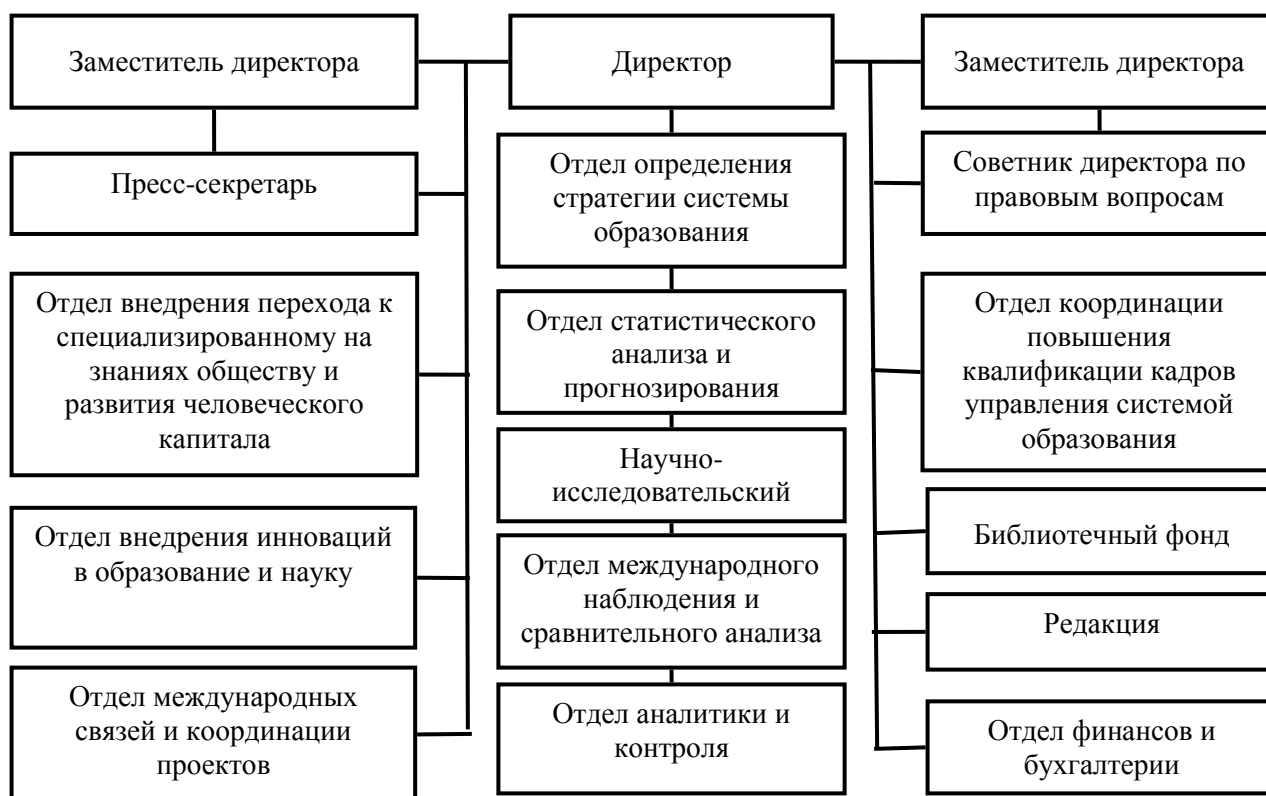 Заместитель директора
Директор
Заместитель директора
Пресс-секретарь
Отдел определения
стратегии системы
образования
Советник директора по
правовым вопросам
Отдел внедрения перехода к
специализированному на
знаниях обществу и
развития человеческого
капитала
Отдел статистического
анализа и
прогнозирования
Отдел координации
повышения
квалификации кадров
управления системой
образования
Научно-
исследовательский
Отдел внедрения инноваций
в образование и науку
Отдел международного
наблюдения и
сравнительного анализа
Библиотечный фонд
Редакция
Отдел международных
связей и координации
проектов
Отдел аналитики и
контроля
Отдел финансов и
бухгалтерии